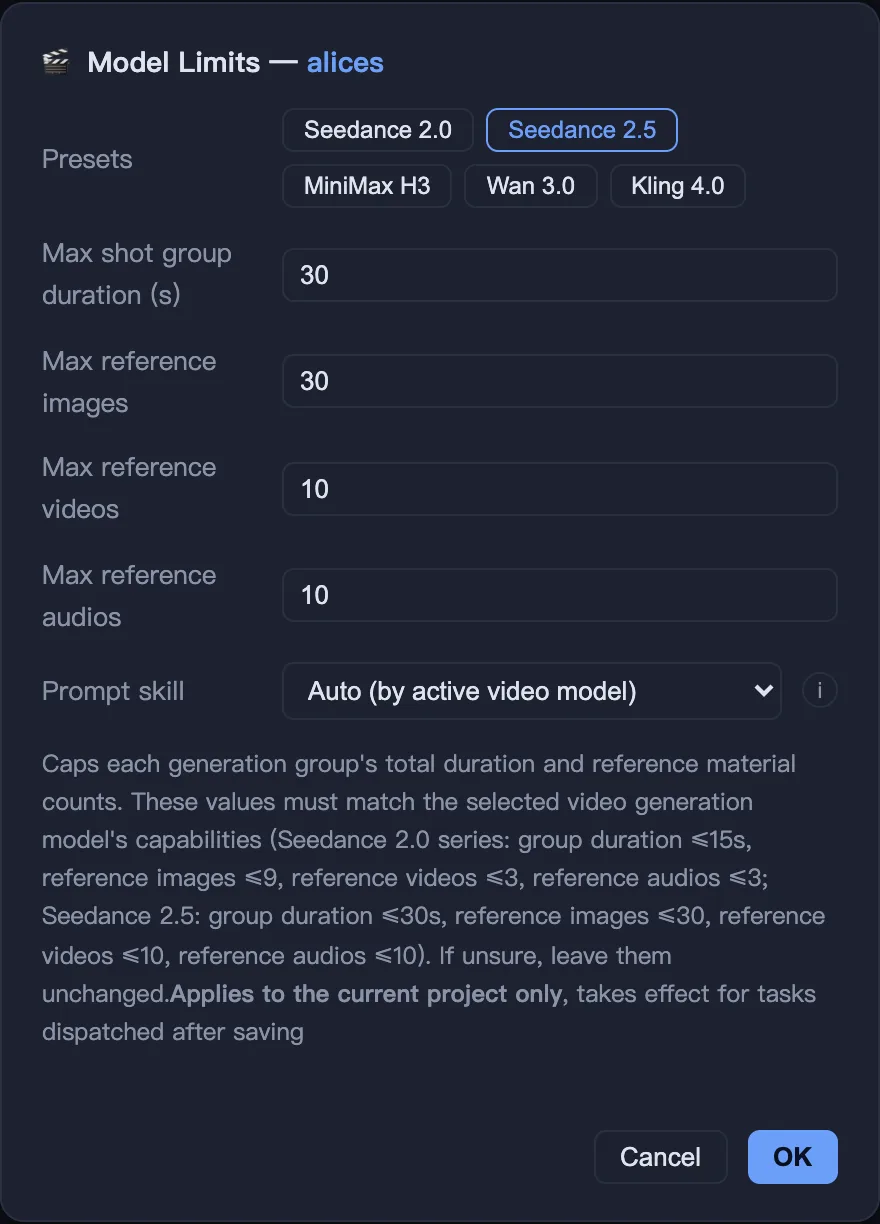 Model Limits — alices
Presets
Seedance 2.0
Seedance 2.5
MiniMax H3
Wan 3.0
Kling 4.0
Max shot group
duration (s)
30
Max reference
images
30
Max reference
videos
10
Max reference
audios
10
Prompt skill
Auto (by active video model)
i
Caps each generation group's total duration and reference material
counts. These values must match the selected video generation
model's capabilities (Seedance 2.0 series: group duration ≤15s,
reference images ≤9, reference videos ≤3, reference audios ≤3;
Seedance 2.5: group duration ≤30s, reference images ≤30, reference
videos ≤10, reference audios ≤10). If unsure, leave them
unchanged.Applies to the current project only, takes effect for tasks
dispatched after saving
Cancel
OK